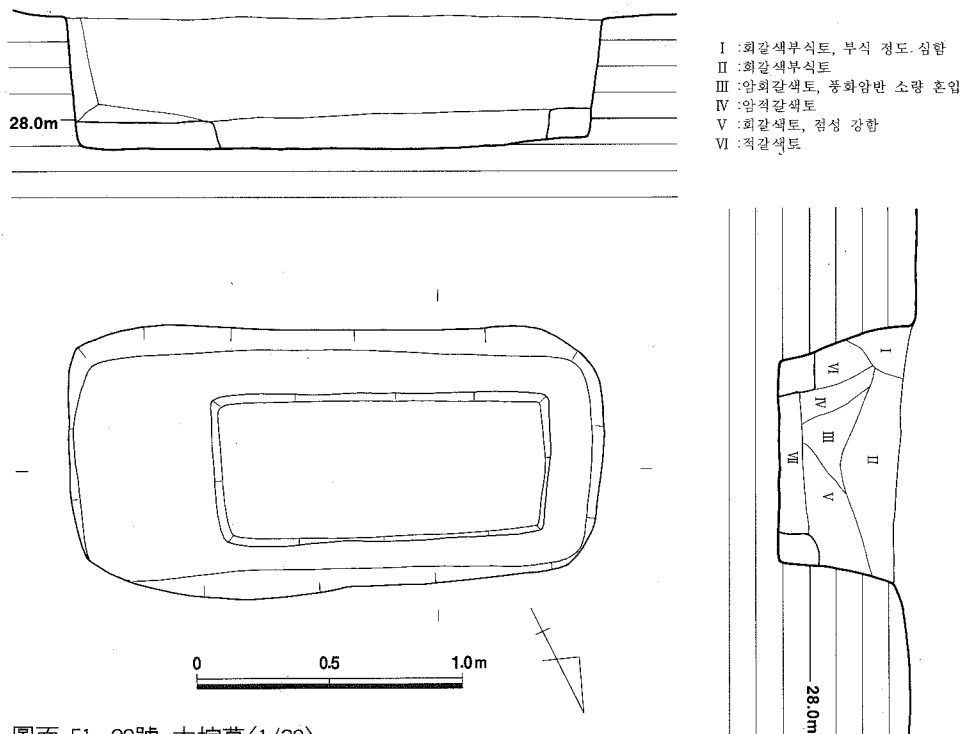 Ⅰ :회갈색부식토, 부식 정도 심함
Ⅱ :회갈색부식토
Ⅲ :암회갈색토, 풍화암반 소량 혼입
Ⅳ :암적갈색토
Ⅴ :회갈색토, 점성 강함
Ⅵ :적갈색토
28.0m
Ⅰ
Ⅵ
Ⅳ
Ⅲ
Ⅱ
Ⅶ
Ⅴ
28.0m
0 0.5 1.0m
圖面 51